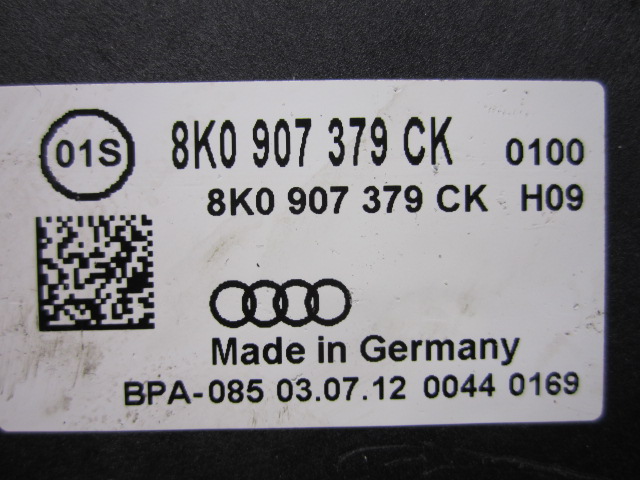 01S 8K0 907 379 CK 0100
8K0 907 379 CK H09
Made in Germany
BPA-085 03.07.12 0044 0169